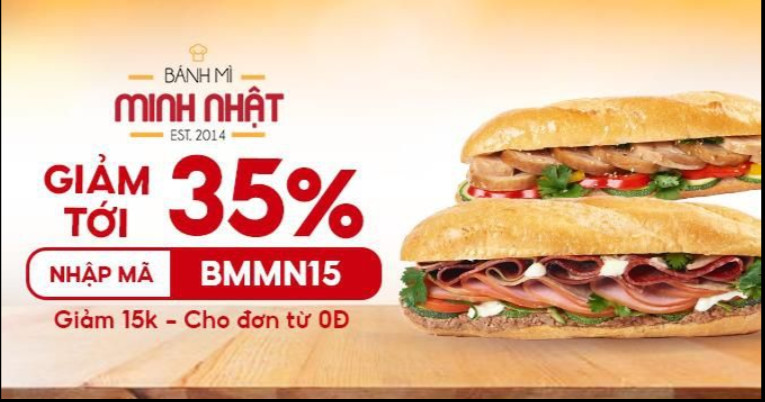 BÁNH MÌ
MINH NHẬT
EST. 2014
GIẢM
TỚI
35%
NHẬP MÃ
BMMN15
Giảm 15k - Cho đơn từ 0Đ